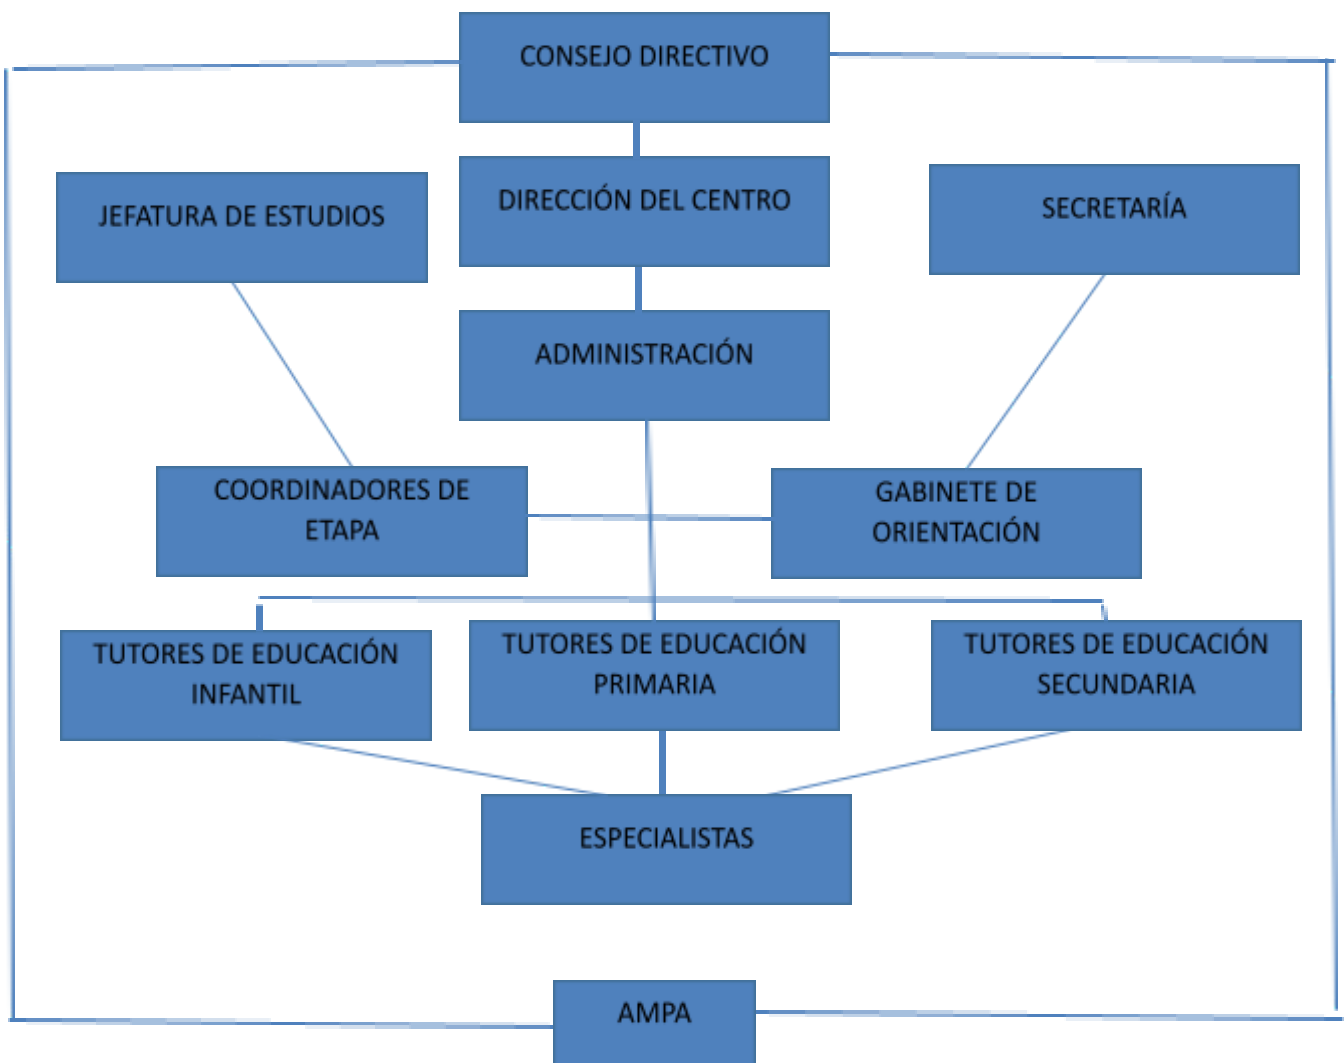 CONSEJO DIRECTIVO
JEFATURA DE ESTUDIOS
DIRECCIÓN DEL CENTRO
SECRETARÍA
ADMINISTRACIÓN
COORDINADORES DE
ETAPA
GABINETE DE
ORIENTACIÓN
TUTORES DE EDUCACIÓN
INFANTIL
TUTORES DE EDUCACIÓN
PRIMARIA
TUTORES DE EDUCACIÓN
SECUNDARIA
ESPECIALISTAS
AMPA